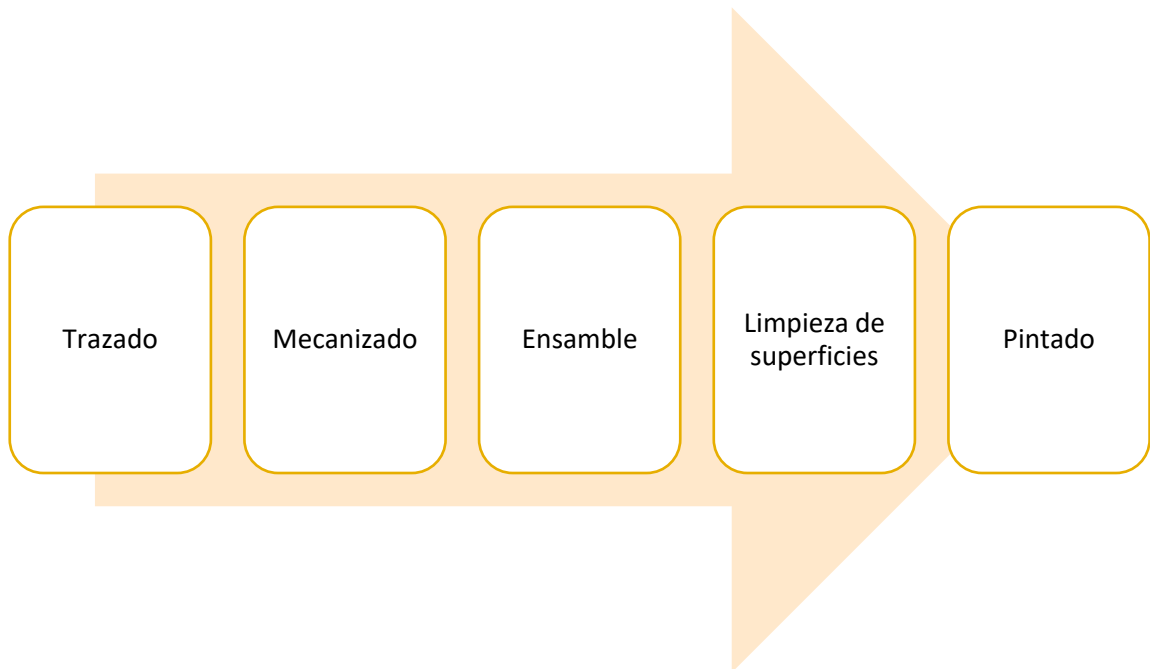 Trazado
Mecanizado
Ensamble
Limpieza de
superficies
Pintado